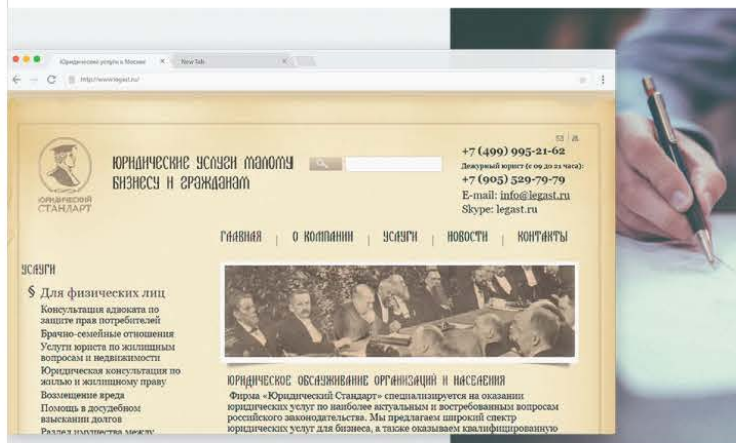 Юридические услуги в Москве
New Tab
http://www.legast.ru/
ЮРИДИЧЕСКИЕ УСЛУГИ МАЛОМУ
БИЗНЕСУ И ГРАЖДАНАМ
ЮРИДИЧЕСКИЙ
СТАНДАРТ
+7 (499) 995-21-62
Дежурный юрист (с 09 до 21 часа):
+7 (905) 529-79-79
E-mail: info@legast.ru
Skype: legast.ru
ГЛАВНАЯ | О КОМПАНИИ | УСЛУГИ | НОВОСТИ | КОНТАКТЫ
УСЛУГИ
§ Для физических лиц
Консультация адвоката по
защите прав потребителей
Брачно-семейные отношения
Услуги юриста по жилищным
вопросам и недвижимости
Юридическая консультация по
жилью и жилищному праву
Возмещение вреда
Помощь в досудебном
взыскании долгов
Раздел имущества между
ЮРИДИЧЕСКОЕ ОБСЛУЖИВАНИЕ ОРГАНИЗАЦИЙ И НАСЕЛЕНИЯ
Фирма «Юридический Стандарт» специализируется на оказании
юридических услуг по наиболее актуальным и востребованным вопросам
российского законодательства. Мы предлагаем широкий спектр
юридических услуг для бизнеса, а также оказываем квалифицированную